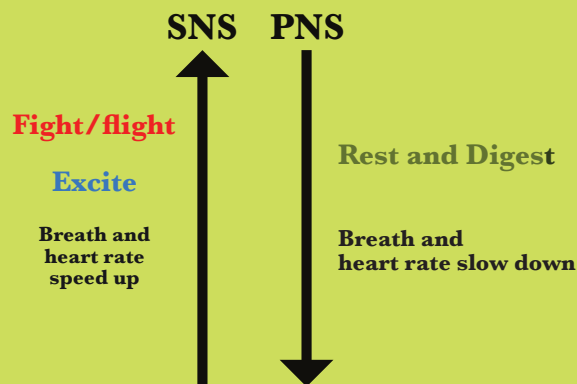 SNS PNS
Fight/flight
Excite
Breath and
heart rate
speed up
Rest and Digest
Breath and
heart rate slow down